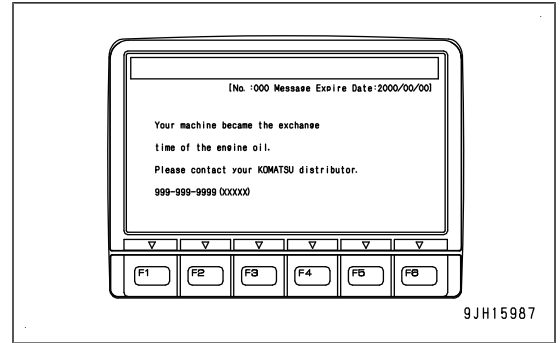 [No. :000 Message Expire Date:2000/00/00]
Your machine became the exchange
time of the engine oil.
Please contact your KOMATSU distributor.
999-999-9999(XXXXX)
F1 F2 F3 F4 F5 F6
9JH15987